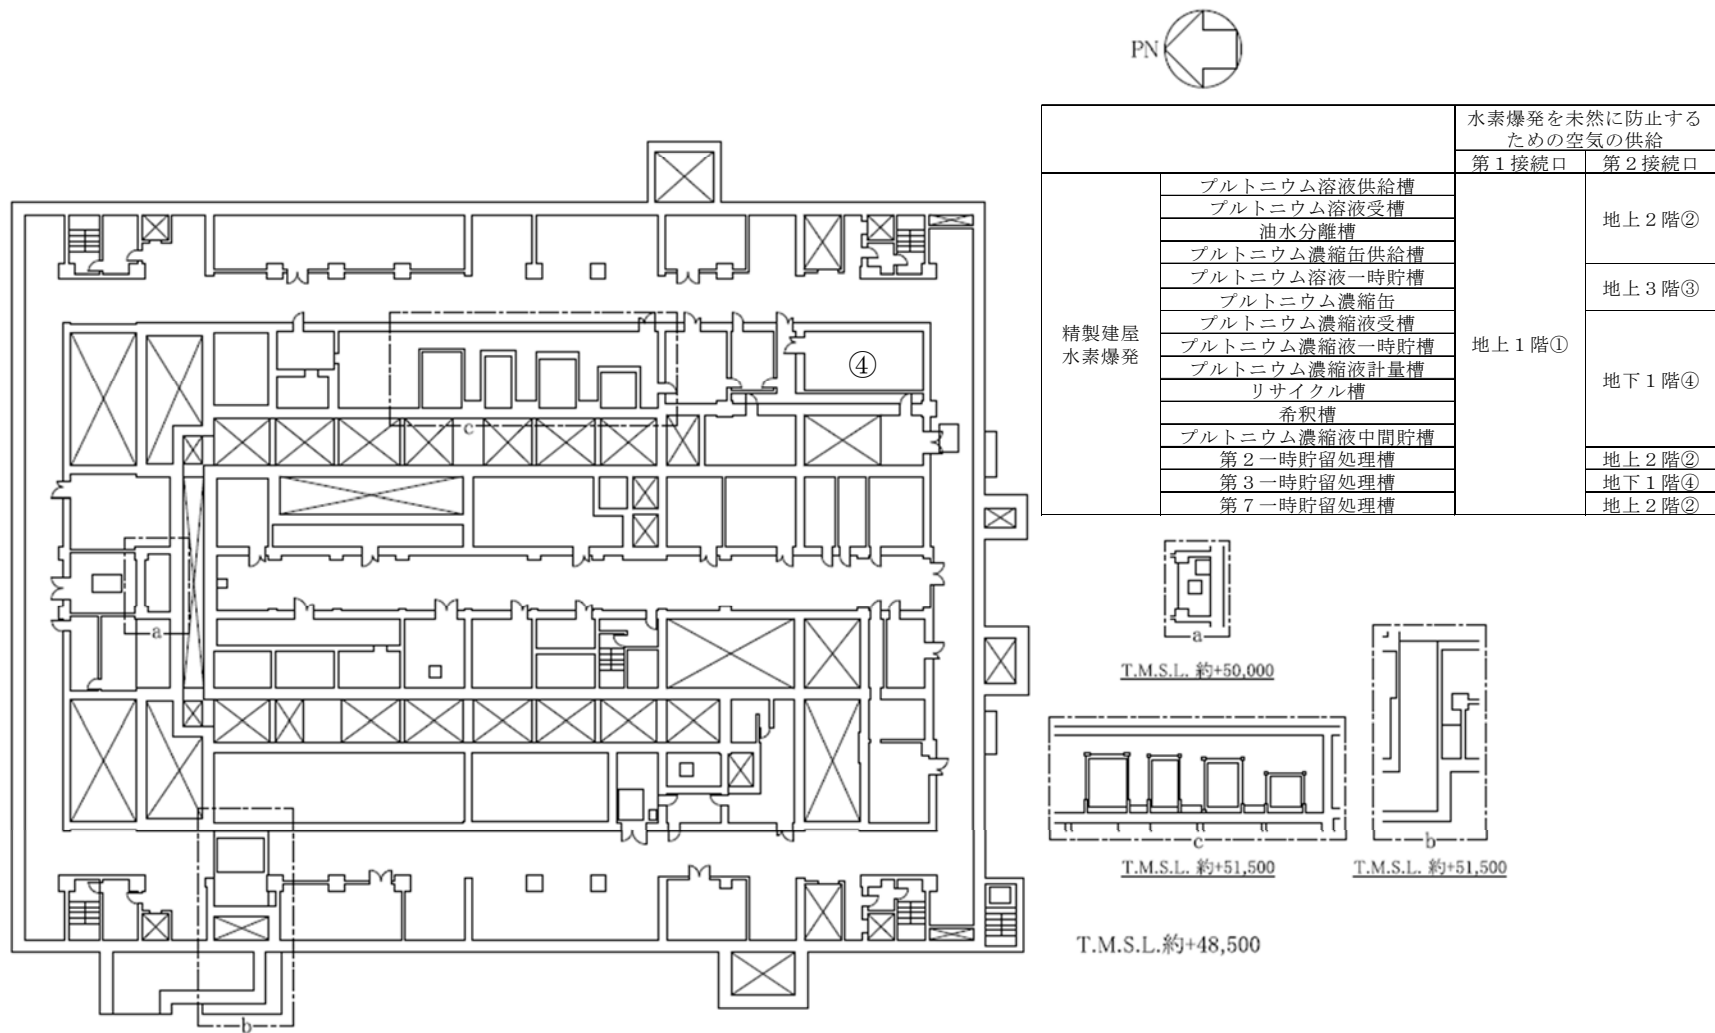 PN
水素爆発を未然に防止する
ための空気の供給
第1接続口 第2接続口
精製建屋
水素爆発
プルトニウム溶液供給槽
プルトニウム溶液受槽
油水分離槽
プルトニウム濃縮缶供給槽
プルトニウム溶液一時貯槽
プルトニウム濃縮缶
プルトニウム濃縮液受槽
プルトニウム濃縮液一時貯槽
プルトニウム濃縮液計量槽
リサイクル槽
希釈槽
プルトニウム濃縮液中間貯槽
第2一時貯留処理槽
第3一時貯留処理槽
第7一時貯留処理槽
地上1階①
地上2階②
地上3階③
地下1階④
地上2階②
地下1階④
地上2階②
④
c
a
b
a
T.M.S.L. 約+50,000
c
T.M.S.L. 約+51,500
b
T.M.S.L. 約+51,500
T.M.S.L.約+48,500